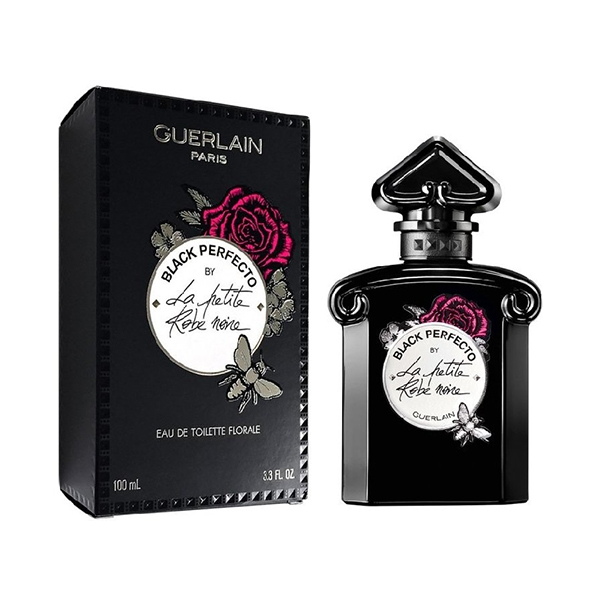 GUERLAIN
PARIS
BLACK PERFECTO
BY
La petite
Robe noire
EAU DE TOILETTE FLORALE
100 mL
3.3 FL. OZ
BLACK PERFECTO
BY
La petite
Robe noire
GUERLAIN